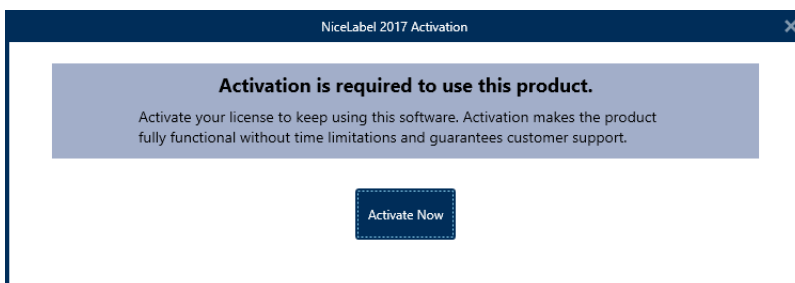 NiceLabel 2017 Activation
Activation is required to use this product.
Activate your license to keep using this software. Activation makes the product
fully functional without time limitations and guarantees customer support.
Activate Now